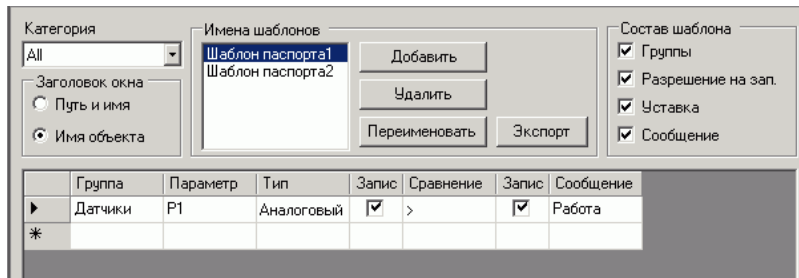 Категория
All
Заголовок окна
Путь и имя
Имя объекта
Имена шаблонов
Шаблон паспорта1
Шаблон паспорта2
Добавить
Удалить
Переименовать
Экспорт
Состав шаблона
Группы
Разрешение на зап.
Уставка
Сообщение
Группа Параметр Тип Запис Сравнение Запис Сообщение
Датчики P1 Аналоговый > Работа